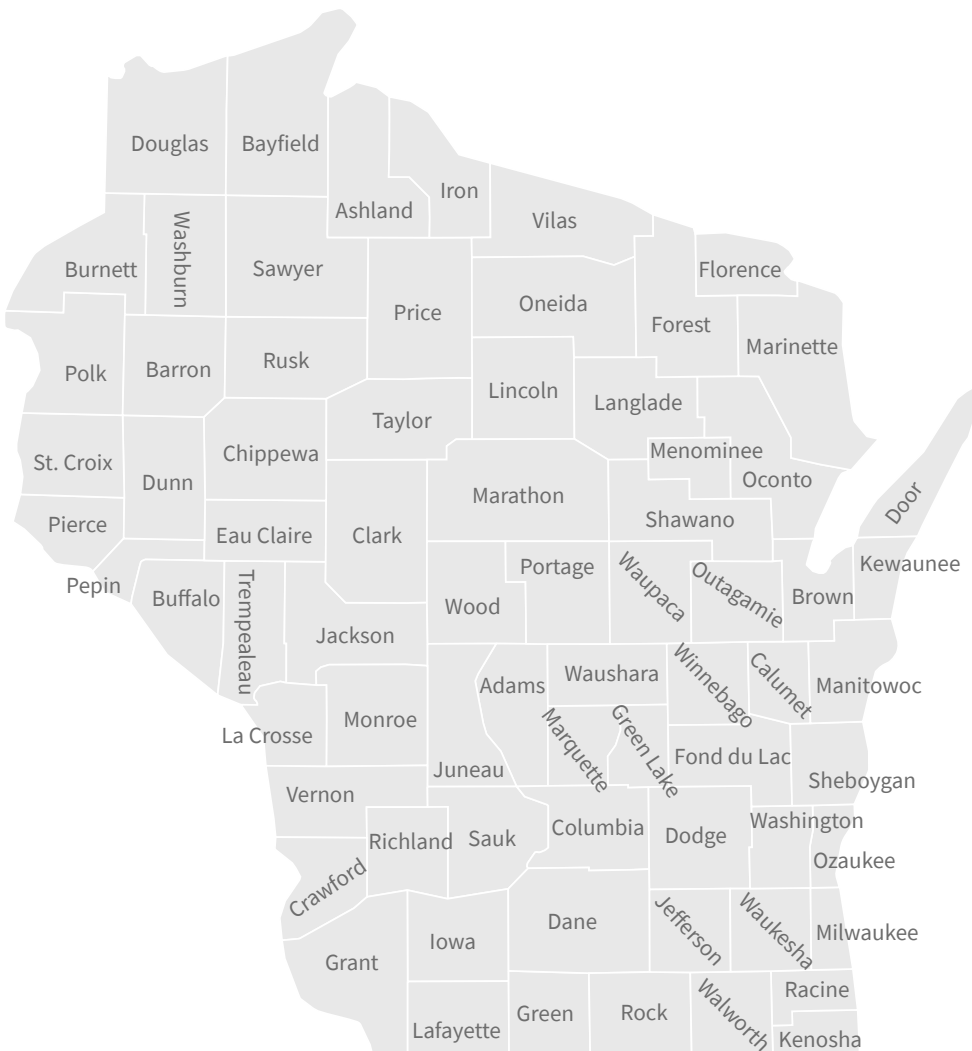 Douglas
Bayfield
Iron
Ashland
Vilas
Washburn
Burnett
Sawyer
Florence
Price
Oneida
Forest
Marinette
Rusk
Polk
Barron
Lincoln
Langlade
Taylor
Menominee
Chippewa
St. Croix
Dunn
Oconto
Marathon
Door
Shawano
Pierce
Eau Claire
Clark
Kewaunee
Portage
Pepin
Buffalo
Trempealeau
Waupaca
Outagamie
Brown
Wood
Jackson
Waushara
Winnebago
Calumet
Adams
Manitowoc
Monroe
La Crosse
Marquette
Green Lake
Fond du Lac
Juneau
Sheboygan
Vernon
Washington
Columbia
Dodge
Richland
Sauk
Ozaukee
Crawford
Dane
Jefferson
Waukesha
Milwaukee
Iowa
Grant
Racine
Green
Rock
Walworth
Lafayette
Kenosha